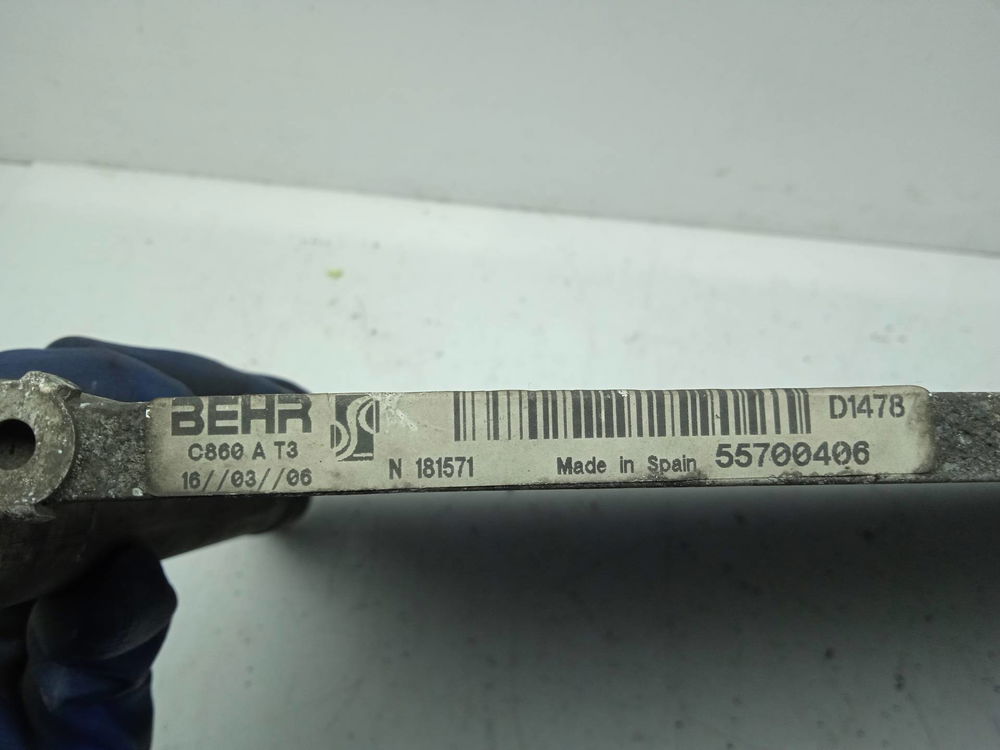 BEHR
C860 A T3
16//03//06
N 181571
Made in Spain 55700406
D1478